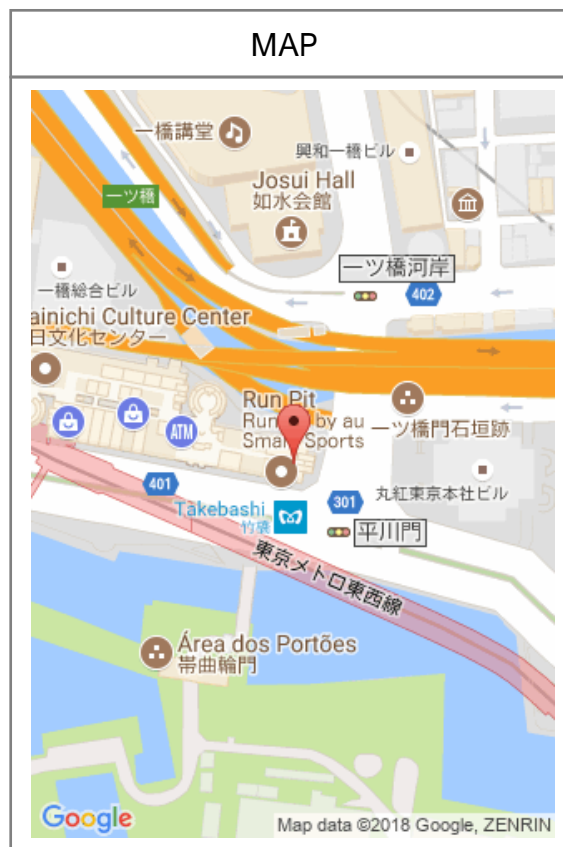 MAP
一橋講堂
興和一橋ビル
Josui Hall
如水会館
一ツ橋
一ツ橋河岸
402
一橋総合ビル
ainichi Culture Center
日文化センター
Run Pit
by au
Sports
一ツ橋門石垣跡
ATM
401
301
丸紅東京本社ビル
Takebashi
竹橋
平川門
東京メトロ東西線
Área dos Portões
帯曲輪門
Google
Map data ©2018 Google, ZENRIN